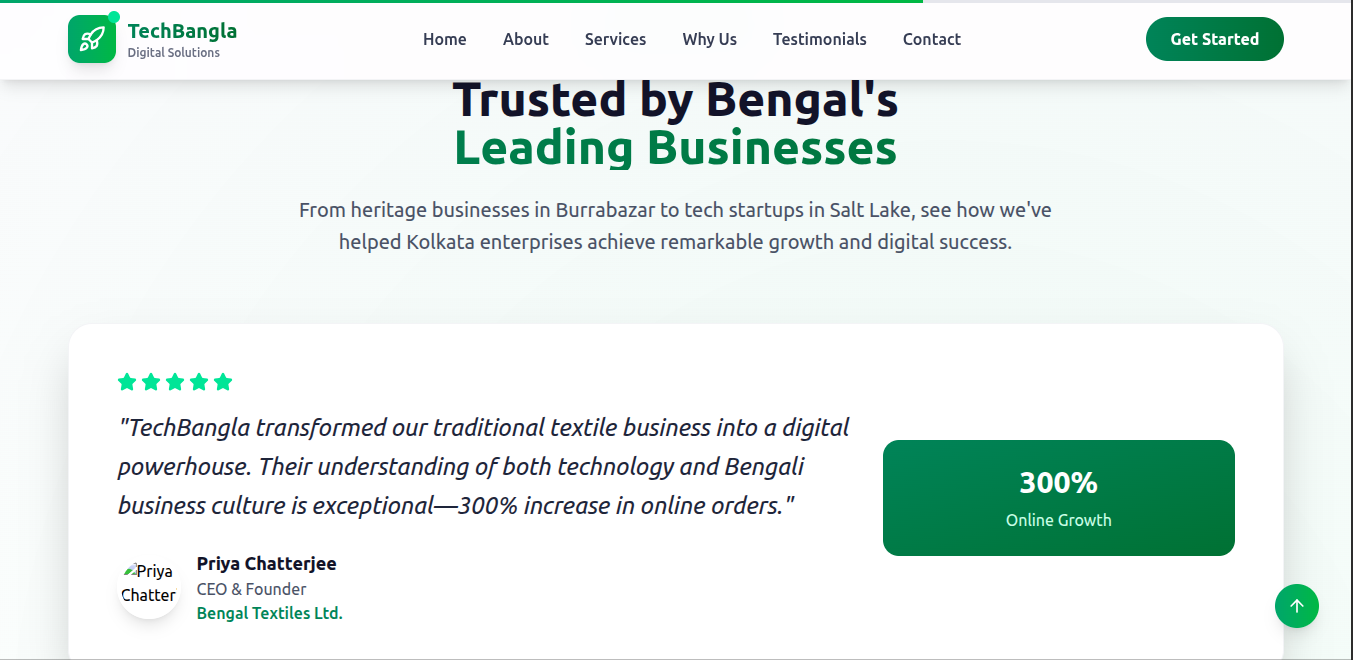 TechBangla
Digital Solutions
Home About Services Why Us Testimonials Contact
Get Started
Trusted by Bengal's
Leading Businesses
From heritage businesses in Burrabazar to tech startups in Salt Lake, see how we've
helped Kolkata enterprises achieve remarkable growth and digital success.
"TechBangla transformed our traditional textile business into a digital
powerhouse. Their understanding of both technology and Bengali
business culture is exceptional—300% increase in online orders."
300%
Online Growth
Priya
Chatter
Priya Chatterjee
CEO & Founder
Bengal Textiles Ltd.